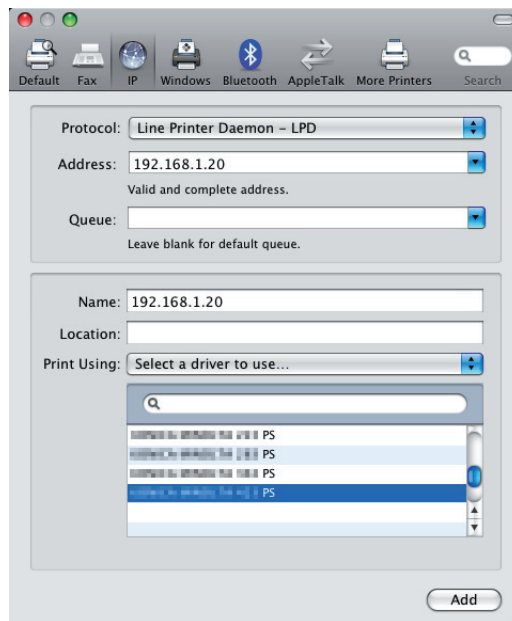 Default Fax IP Windows Bluetooth AppleTalk More Printers Search
Protocol: Line Printer Daemon – LPD
Address: 192.168.1.20
Valid and complete address.
Queue:
Leave blank for default queue.
Name: 192.168.1.20
Location:
Print Using: Select a driver to use...
PS
PS
PS
PS
Add